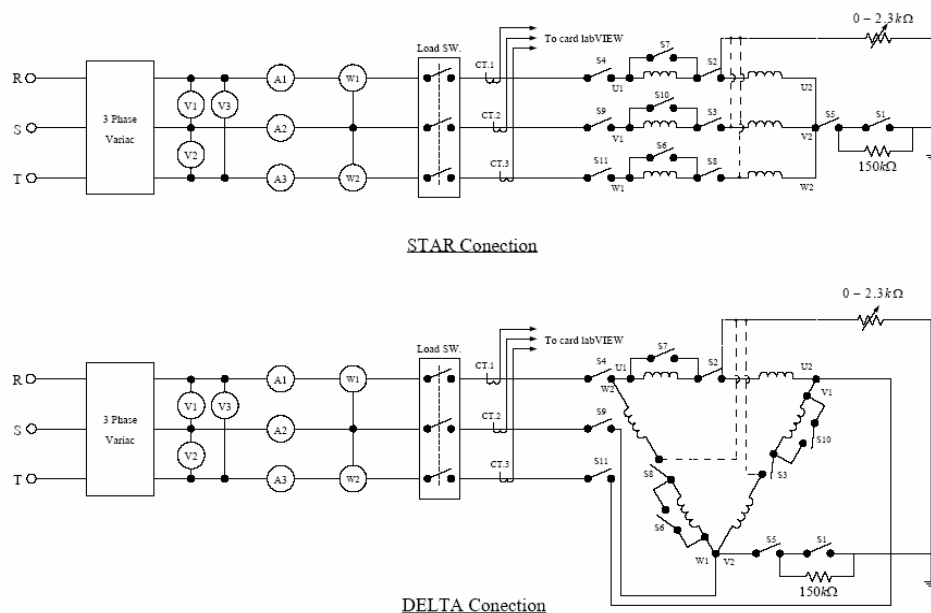 0 – 2.3kΩ
Load SW.
To card labVIEW
S7
CT.1
S4
S2
R
A1
W1
U1
U2
V1
V3
S10
3 Phase
Variac
CT.2
S9
S3
S5
S1
S
A2
V1
V2
V2
S6
150kΩ
CT.3
S11
S8
T
A3
W2
W1
W2
STAR Conection
0 – 2.3kΩ
Load SW.
To card labVIEW
S7
CT.1
S4
U1
S2
U2
R
A1
W1
W2
V1
V1
V3
S9
S10
3 Phase
Variac
CT.2
S
A2
V2
S11
S8
S3
CT.3
T
A3
W2
S6
S5
S1
W1
V2
150kΩ
DELTA Conection